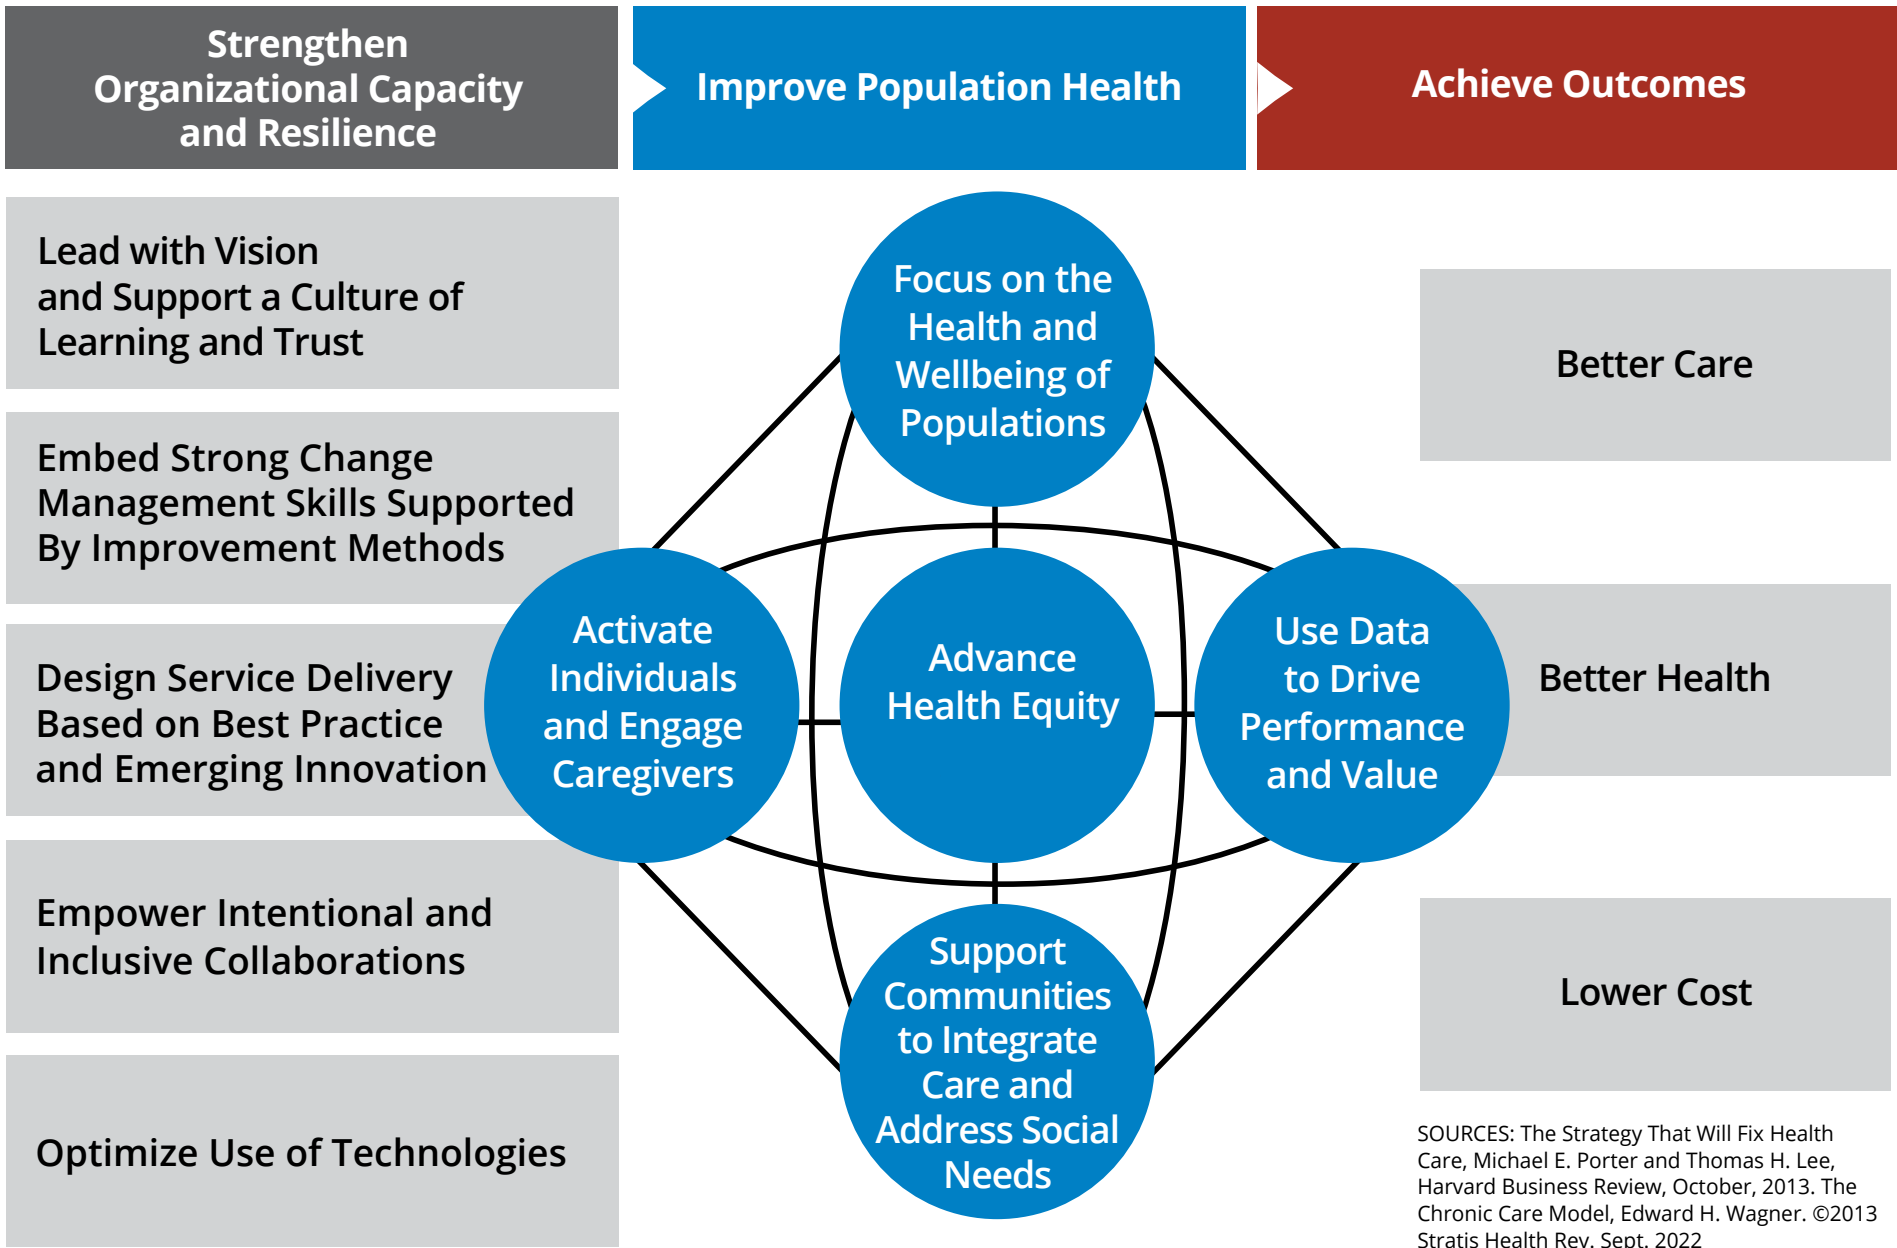 Strengthen
Organizational Capacity
and Resilience
Improve Population Health
Achieve Outcomes
Lead with Vision
and Support a Culture of
Learning and Trust
Embed Strong Change
Management Skills Supported
By Improvement Methods
Design Service Delivery
Based on Best Practice
and Emerging Innovation
Empower Intentional and
Inclusive Collaborations
Optimize Use of Technologies
Focus on the
Health and
Wellbeing of
Populations
Activate
Individuals
and Engage
Caregivers
Advance
Health Equity
Use Data
to Drive
Performance
and Value
Support
Communities
to Integrate
Care and
Address Social
Needs
Better Care
Better Health
Lower Cost
SOURCES: The Strategy That Will Fix Health
Care, Michael E. Porter and Thomas H. Lee,
Harvard Business Review, October, 2013. The
Chronic Care Model, Edward H. Wagner. ©2013
Stratis Health Rev. Sept. 2022